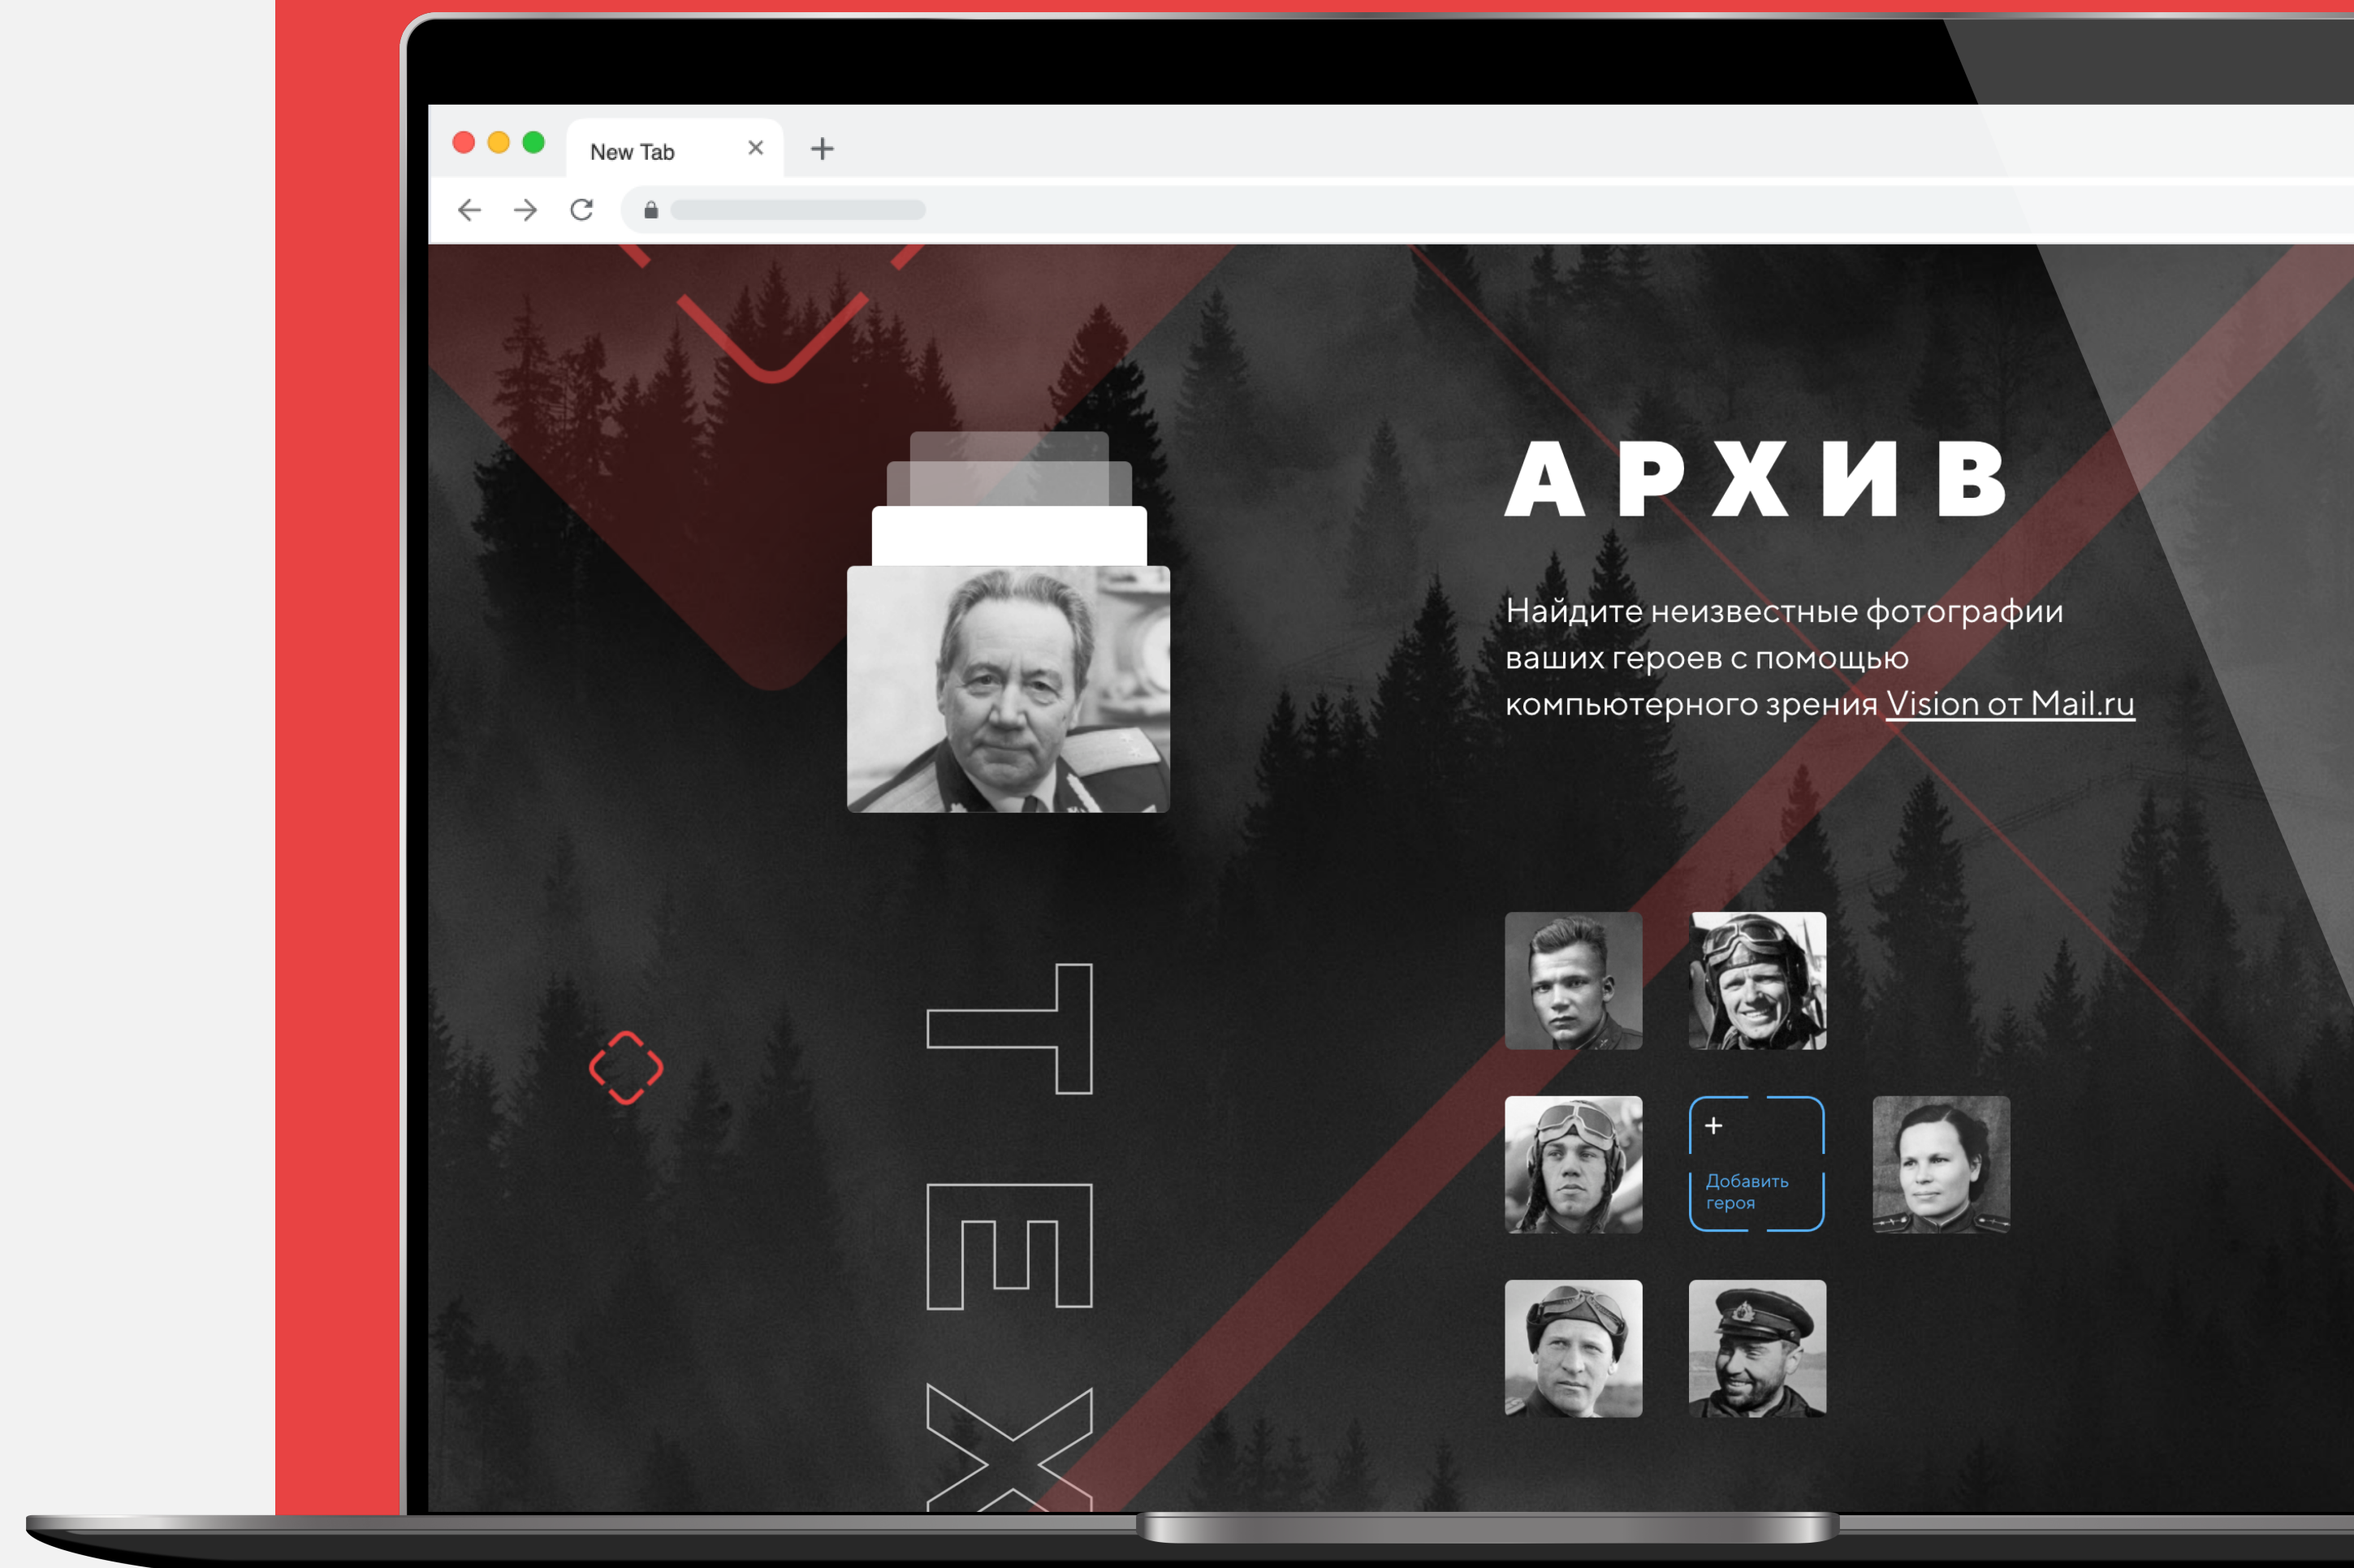 New Tab
АРХИВ
Найдите неизвестные фотографии
ваших героев с помощью
компьютерного зрения Vision от Mail.ru
Добавить
героя
ТЕХ